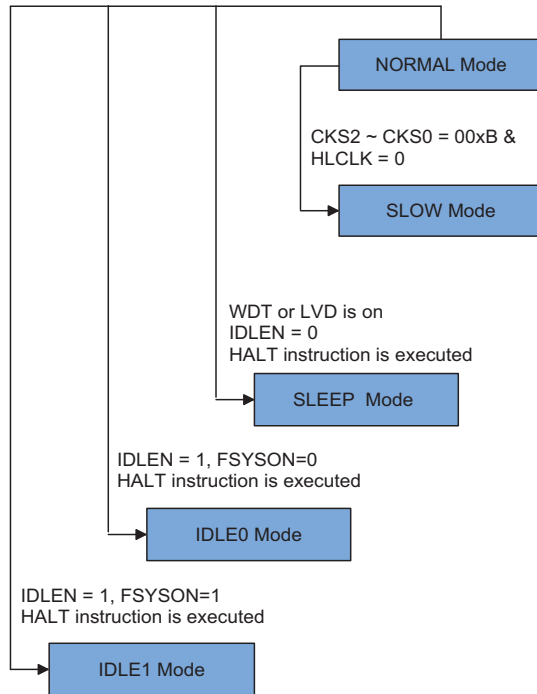 NORMAL Mode
CKS2 ~ CKS0 = 00xB &
HLCLK = 0
SLOW Mode
WDT or LVD is on
IDLEN = 0
HALT instruction is executed
SLEEP Mode
IDLEN = 1, FSYSON=0
HALT instruction is executed
IDLE0 Mode
IDLEN = 1, FSYSON=1
HALT instruction is executed
IDLE1 Mode